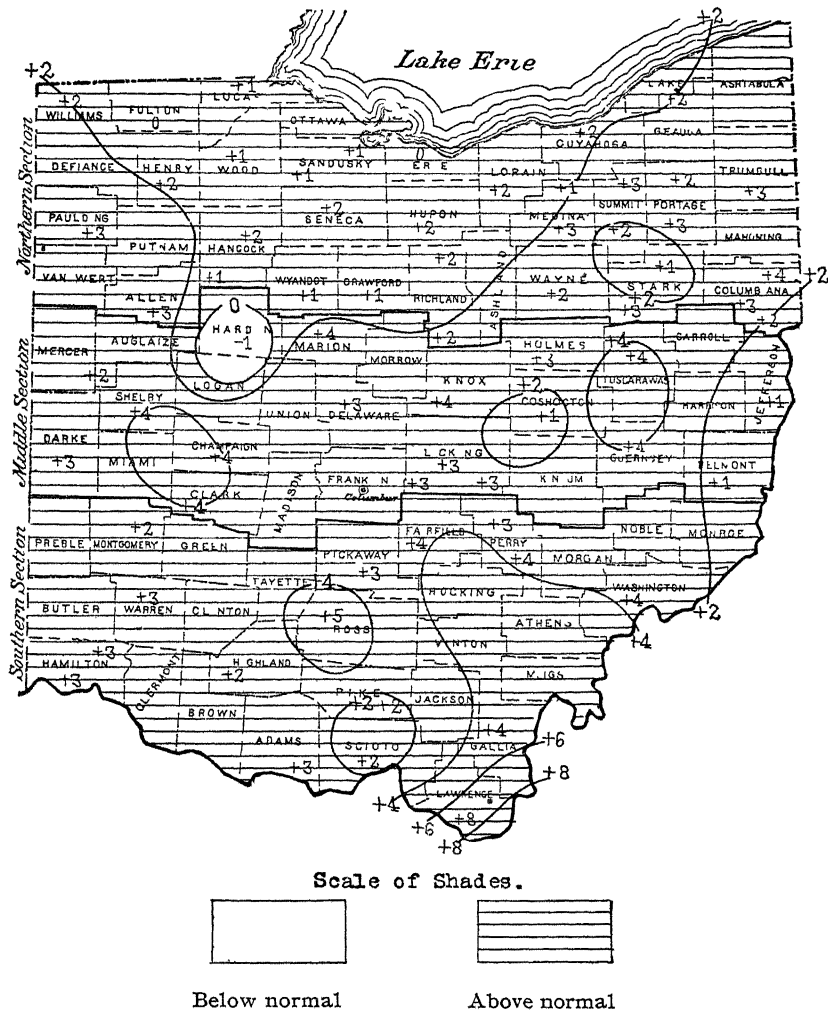 +2
Lake Erie
+2
+2 +1 LAKE ASHTABULA
WILLIAMS FULTON LUCA OTTAWA +2
0 CUYAHOGA GEAUGA
+2
DEFIANCE HENRY WOOD SANDUSKY ERIE LORAIN TRUMBULL
+2 +1 +1 +1 0 +2 +1 +3 +2 +3
PAULDING SENECA HURON MEDINA SUMMIT PORTAGE
+3 +2 +2 +3 +2 +3 MAHONING
PUTNAM HANCOCK ASHLAND
+2 +2 +1 +4 +2
VAN WERT WYANDOT CRAWFORD RICHLAND WAYNE STARK COLUMBIANA
+1 +1 +1 +2 +2 +3
ALLEN 0 +3 +2
+3 HARD N MARION HOLMES CARROLL
AUGLAIZE -1 +4 +2 +4
MERCER MORROW +3 +4
+2 LOGAN KNOX +2 TUSCARAWAS JEFFERSON
SHELBY UNION DELAWARE COSHOCTON HARRISON +1
+4 +3 +4 +1
DARKE CHAMPAIGN LICKING +4
+3 MIAMI +4 +3 GUERNSEY BELMONT
CLARK MADISON FRANK N +3 +3 +1
+4 Columbus
+2 FAIRFIELD +3 NOBLE
PREBLE MONTGOMERY GREEN +4 PERRY MONROE
PICKAWAY +4 MORGAN
FAYETTE +4 +3 HOCKING WASHINGTON
BUTLER +3 +4 +2
WARREN CLINTON +5 ATHENS
ROSS +4
+3 VINTON
HAMILTON HIGHLAND M IGS
+3 CLERMONT +2 PIKE JACKSON
BROWN +2 +2
ADAMS SCIOTO +4 +6
+3 +2 GALLIA
+8
+4 LAWRENCE
+6 +8
+8
Northern Section
Middle Section
Southern Section
Scale of Shades.
Below normal Above normal